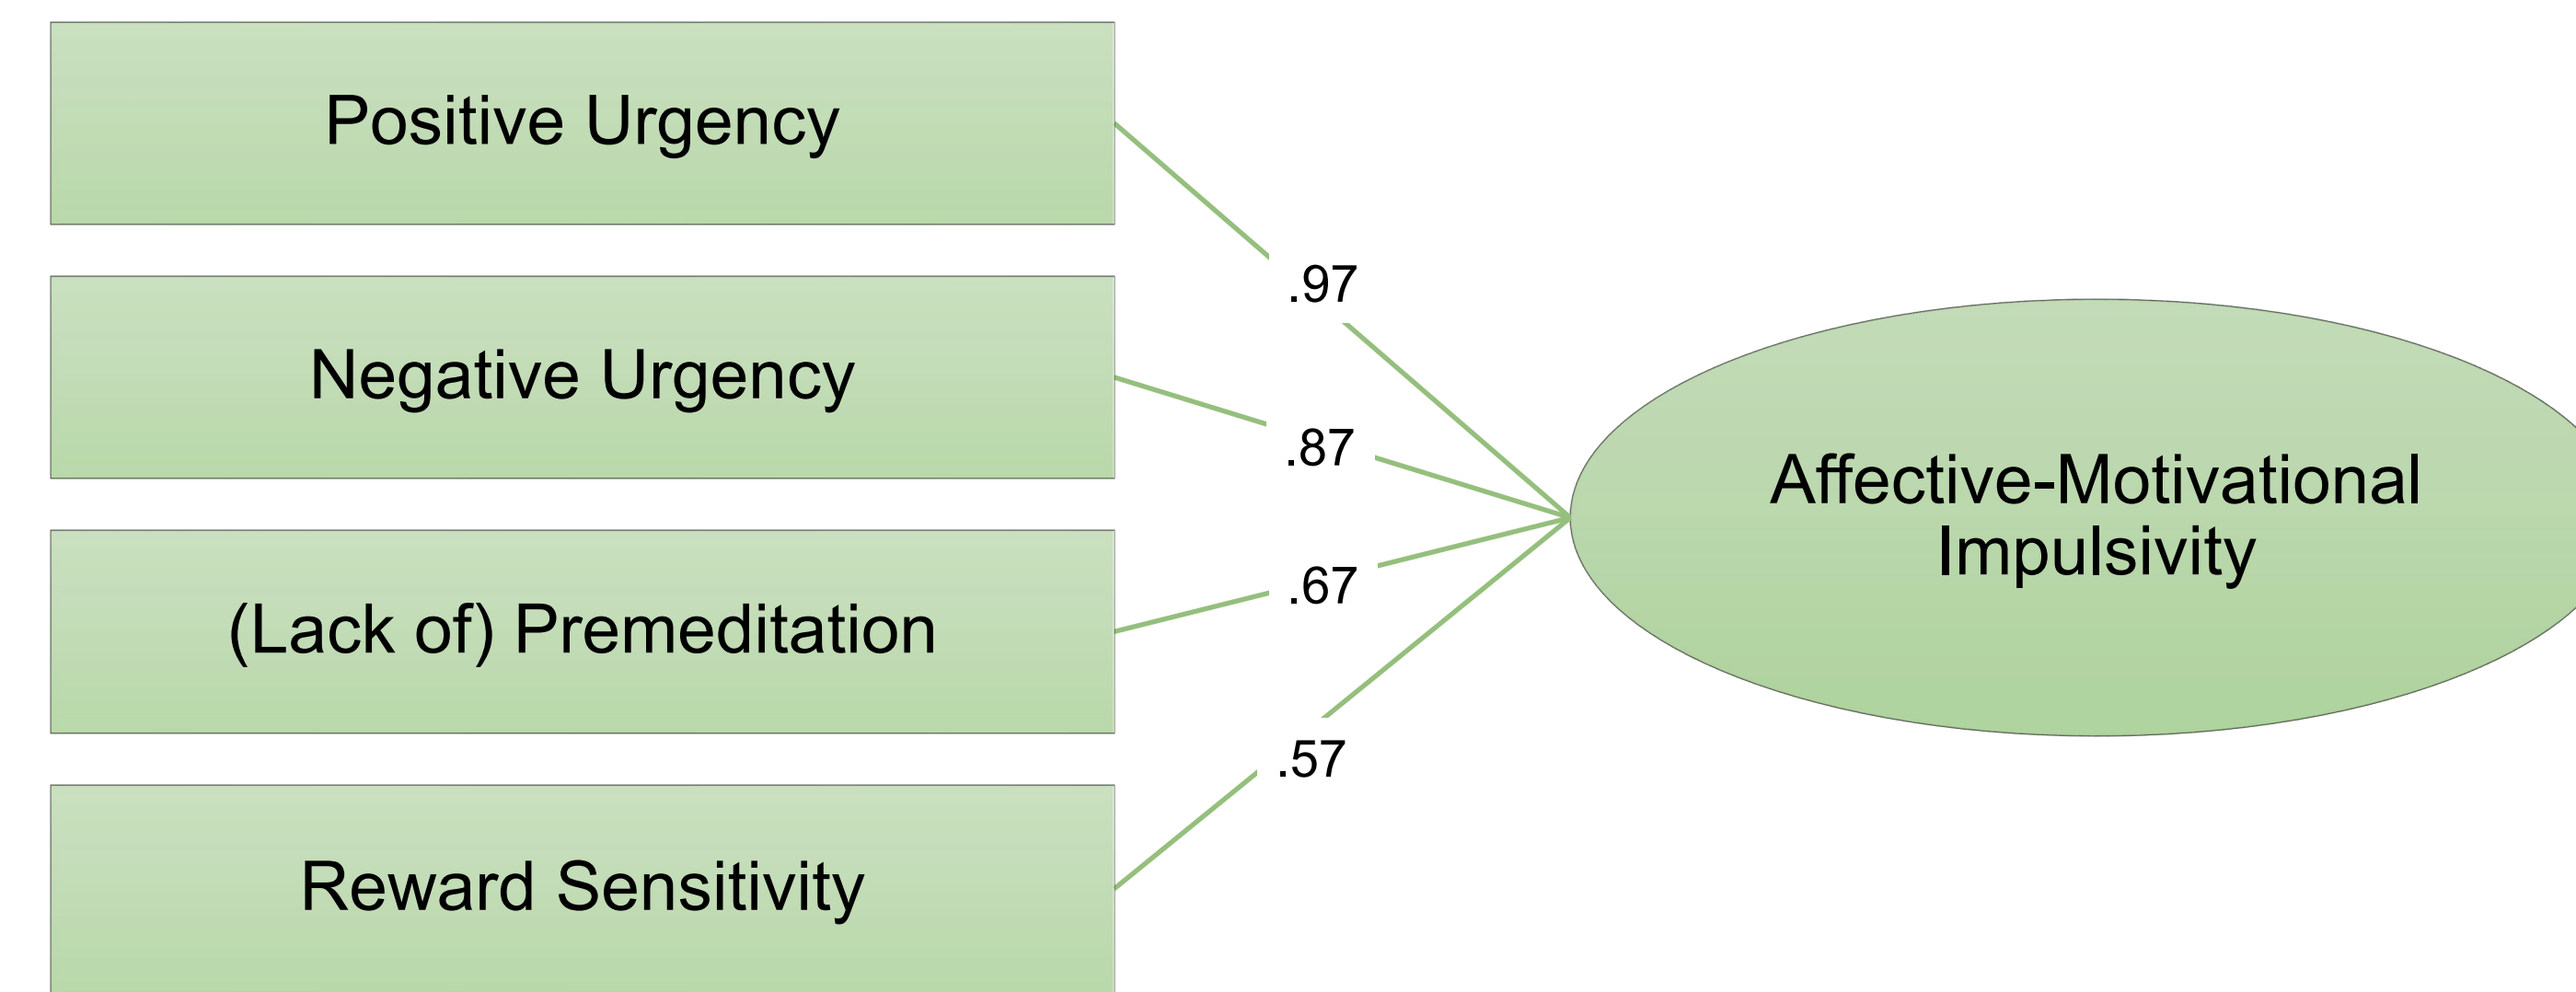 Positive Urgency
.97
Negative Urgency
.87
Affective-Motivational
Impulsivity
(Lack of) Premeditation
.67
.57
Reward Sensitivity